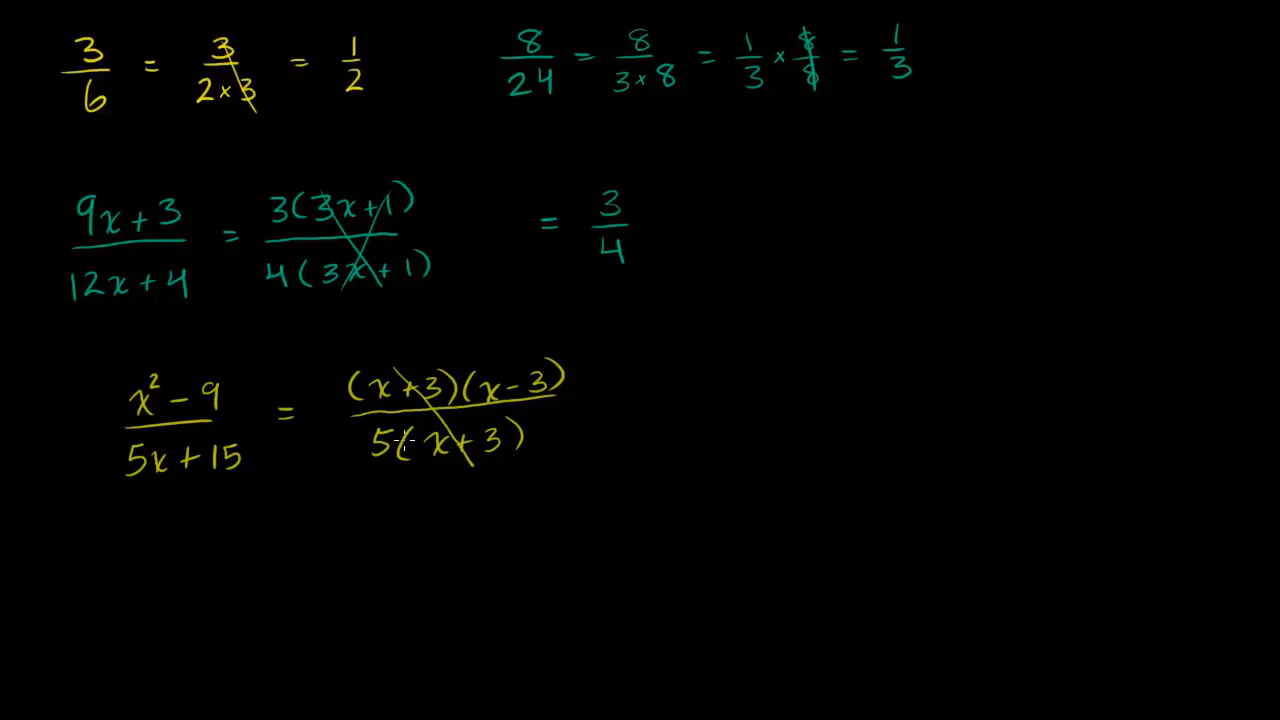 3/6 = 3/(2 × 3) = 1/2
8/24 = 8/(3 × 8) = 1/3 × 8/8 = 1/3
(9x + 3)/(12x + 4) = 3(3x + 1)/4(3x + 1) = 3/4
(x² − 9)/(5x + 15) = (x + 3)(x − 3)/5(x + 3)